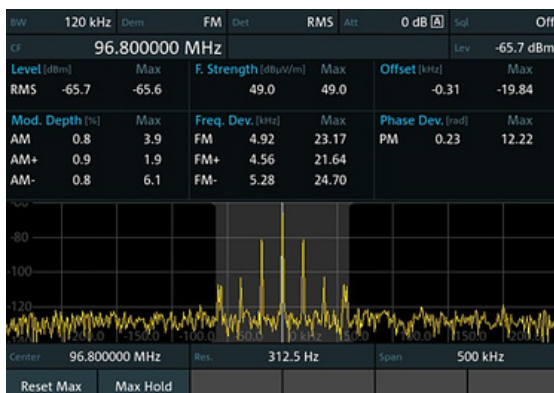 BW 120 kHz Dem FM Det RMS Att 0 dB A Sql Off
CF 96.800000 MHz Lev -65.7 dBm
Level [dBm] Max F. Strength [dBµV/m] Max Offset [kHz] Max
RMS -65.7 -65.6 49.0 49.0 -0.31 -19.84
Mod. Depth [%] Max Freq. Dev. [kHz] Max Phase Dev. [rad] Max
AM 0.8 3.9 FM 4.92 23.17 PM 0.23 12.22
AM+ 0.9 1.9 FM+ 4.56 21.64
AM- 0.8 6.1 FM- 5.28 24.70
-60
-80
-100
-120
-150.0 -100.0
Center 96.800000 MHz Res. 312.5 Hz Span 500 kHz
Reset Max Max Hold